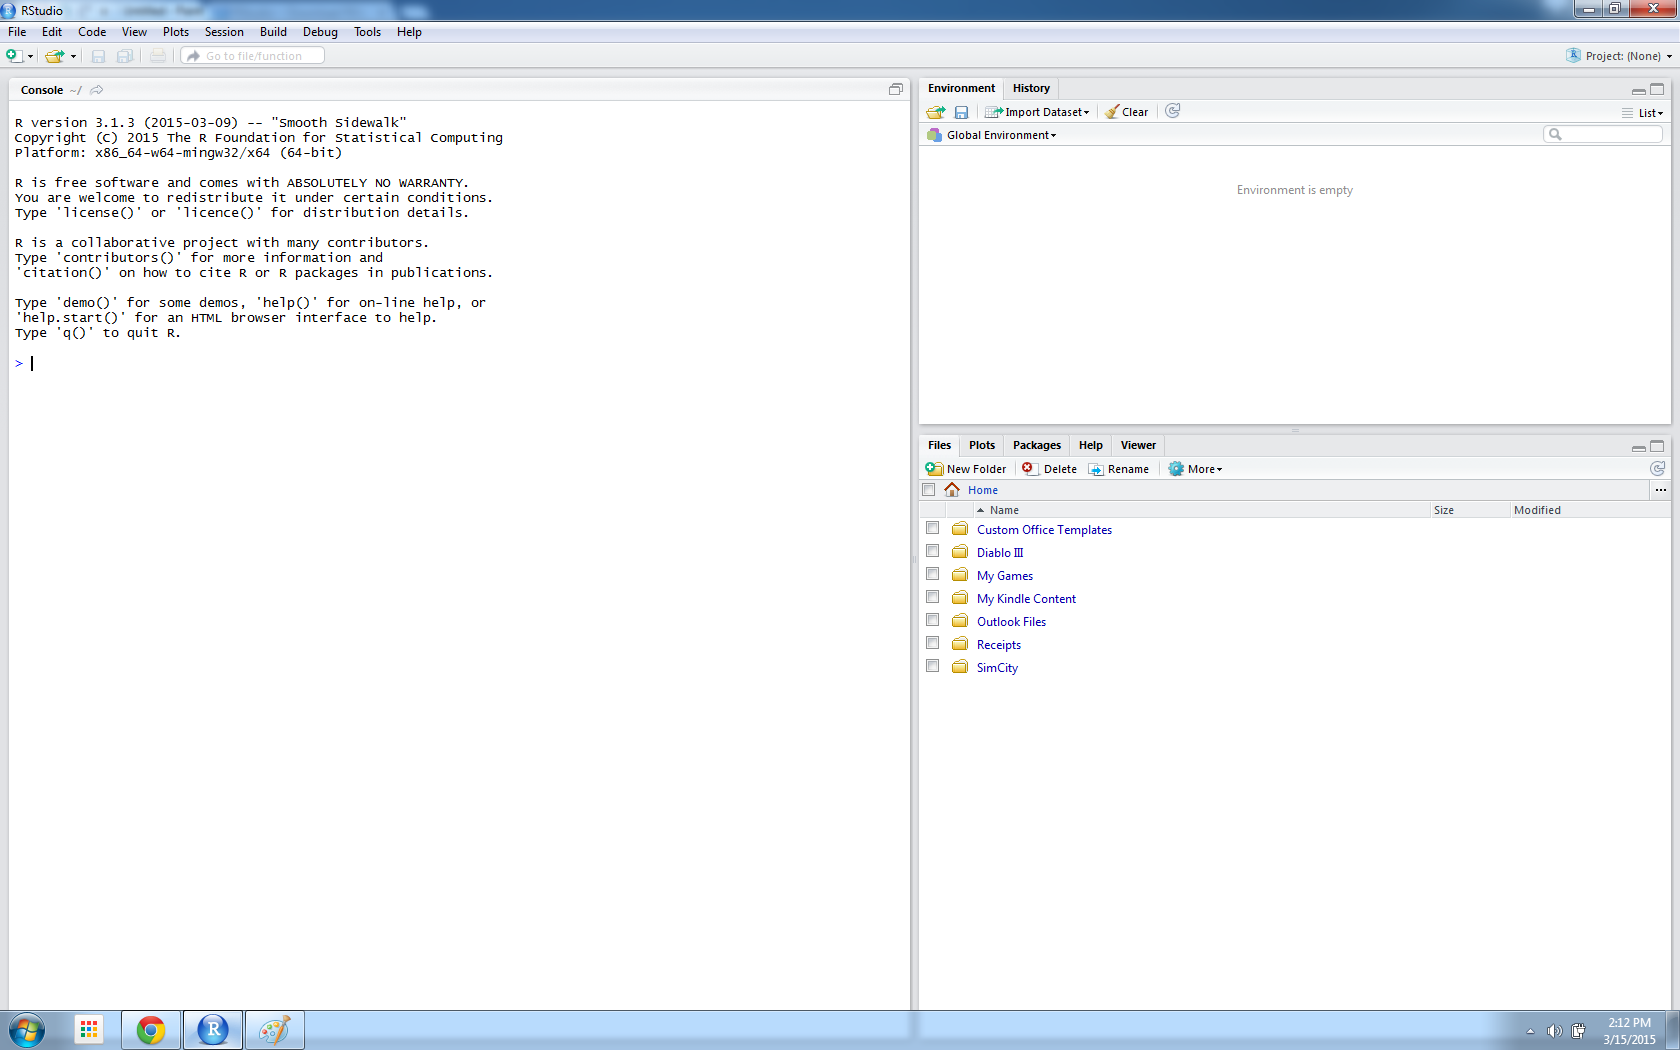 RStudio
File Edit Code View Plots Session Build Debug Tools Help
Go to file/function
Project: (None)
Console ~/
R version 3.1.3 (2015-03-09) -- "Smooth Sidewalk"
Copyright (C) 2015 The R Foundation for Statistical Computing
Platform: x86_64-w64-mingw32/x64 (64-bit)
R is free software and comes with ABSOLUTELY NO WARRANTY.
You are welcome to redistribute it under certain conditions.
Type 'license()' or 'licence()' for distribution details.
R is a collaborative project with many contributors.
Type 'contributors()' for more information and
'citation()' on how to cite R or R packages in publications.
Type 'demo()' for some demos, 'help()' for on-line help, or
'help.start()' for an HTML browser interface to help.
Type 'q()' to quit R.
>
Environment History
Import Dataset Clear
List
Global Environment
Environment is empty
Files Plots Packages Help Viewer
New Folder Delete Rename More
Home ...
Name Size Modified
Custom Office Templates
Diablo III
My Games
My Kindle Content
Outlook Files
Receipts
SimCity
2:12 PM
3/15/2015